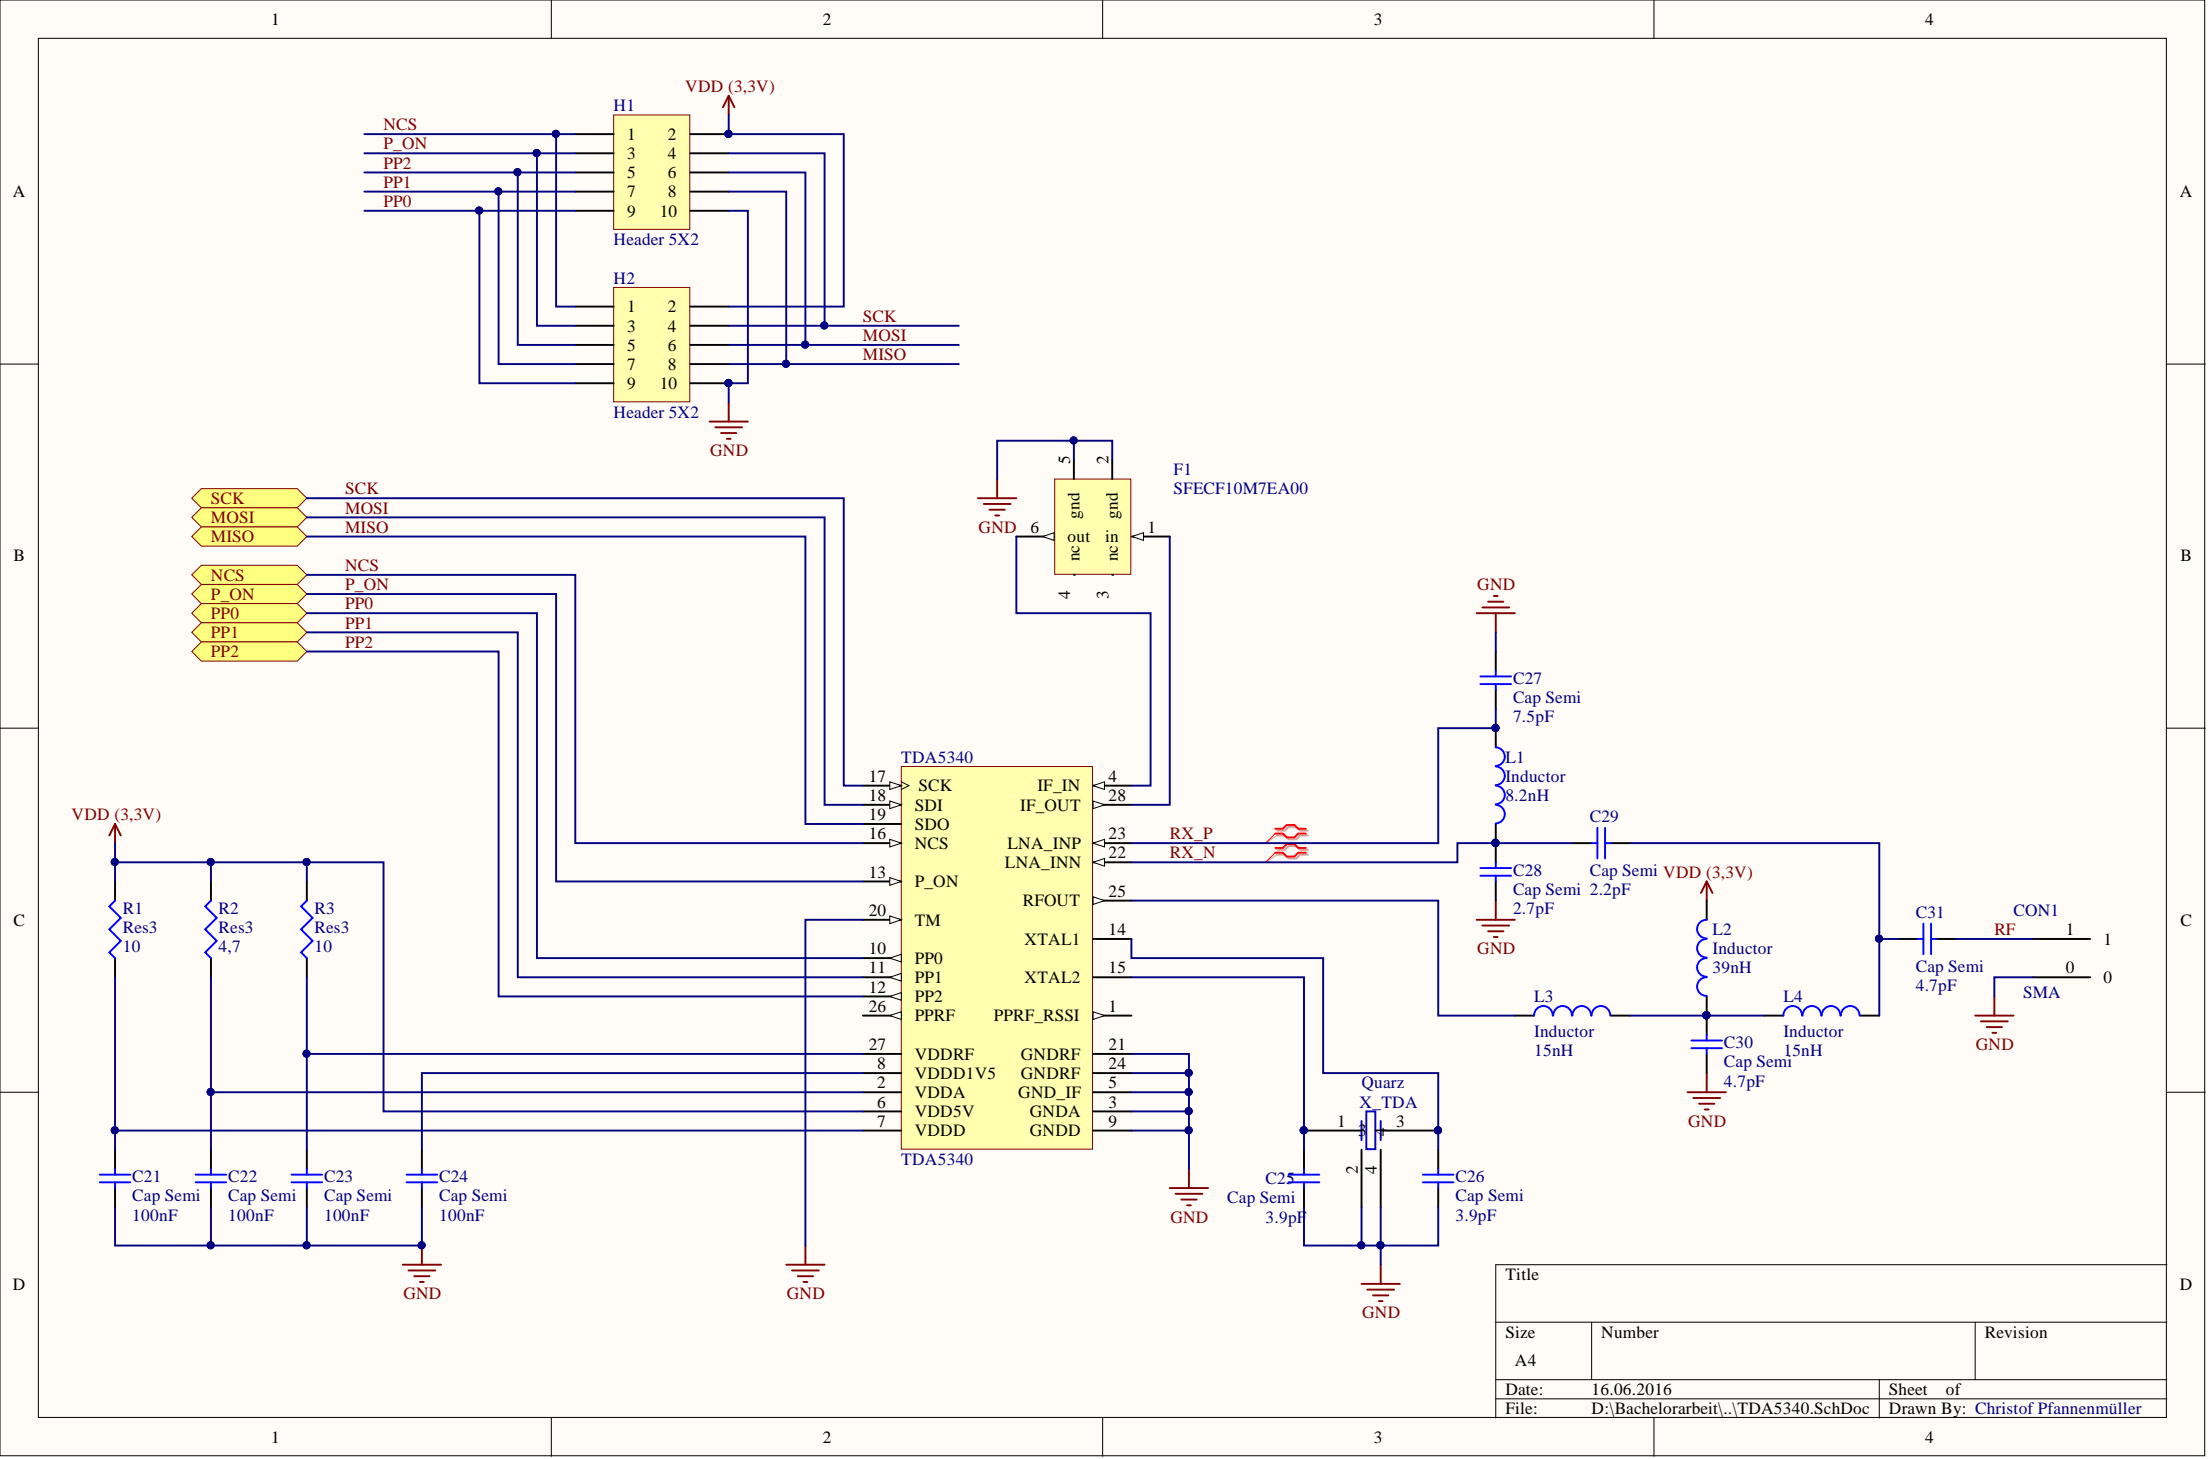 1 2 3 4
A
B
C
D
A
B
C
D
1 2 3 4
VDD (3,3V)
H1
NCS
P_ON
PP2
PP1
PP0
1 2
3 4
5 6
7 8
9 10
Header 5X2
H2
1 2
3 4
5 6
7 8
9 10
Header 5X2
SCK
MOSI
MISO
GND
SCK SCK
MOSI MOSI
MISO MISO
NCS NCS
P_ON P_ON
PP0 PP0
PP1 PP1
PP2 PP2
F1
SFECF10M7EA00
5 2
gnd gnd
6 out in 1
nc nc
4 3
GND
TDA5340
17 SCK IF_IN 4
18 SDI IF_OUT 28
19 SDO
16 NCS LNA_INP 23 RX_P
LNA_INN 22 RX_N
13 P_ON
RFOUT 25
20 TM
XTAL1 14
10 PP0
11 PP1 XTAL2 15
12 PP2
26 PPRF PPRF_RSSI 1
27 VDDRF GNDRF 21
8 VDDD1V5 GNDRF 24
2 VDDA GND_IF 5
6 VDD5V GNDA 3
7 VDDD GNDD 9
TDA5340
GND
GND
VDD (3,3V)
R1
Res3
10
R2
Res3
4,7
R3
Res3
10
C21
Cap Semi
100nF
C22
Cap Semi
100nF
C23
Cap Semi
100nF
C24
Cap Semi
100nF
GND
GND
C27
Cap Semi
7.5pF
L1
Inductor
8.2nH
C28
Cap Semi
2.7pF
GND
C29
Cap Semi
2.2pF
VDD (3,3V)
L2
Inductor
39nH
L3
Inductor
15nH
L4
Inductor
15nH
C30
Cap Semi
4.7pF
GND
C31
Cap Semi
4.7pF
RF
CON1
1 1
0 0
SMA
GND
Quarz
X_TDA
1 3
2 4
C25
Cap Semi
3.9pF
C26
Cap Semi
3.9pF
GND
Title
Size Number Revision
A4
Date: 16.06.2016 Sheet of
File: D:\Bachelorarbeit\..\TDA5340.SchDoc Drawn By: Christof Pfannenmüller